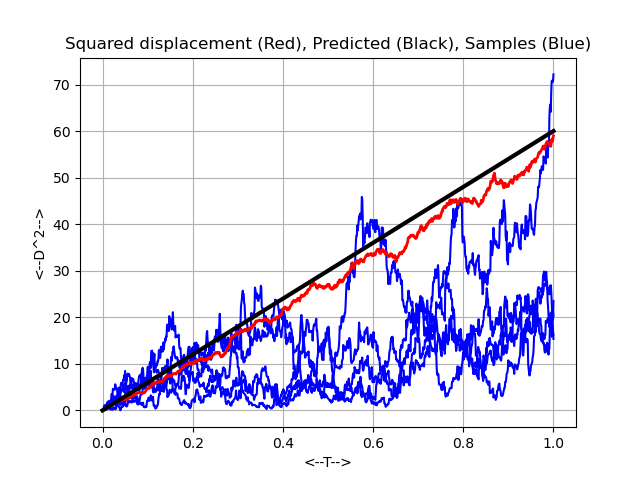 Squared displacement (Red), Predicted (Black), Samples (Blue)
70
60
50
40
30
20
10
0
<--D^2-->
0.0 0.2 0.4 0.6 0.8 1.0
<--T-->